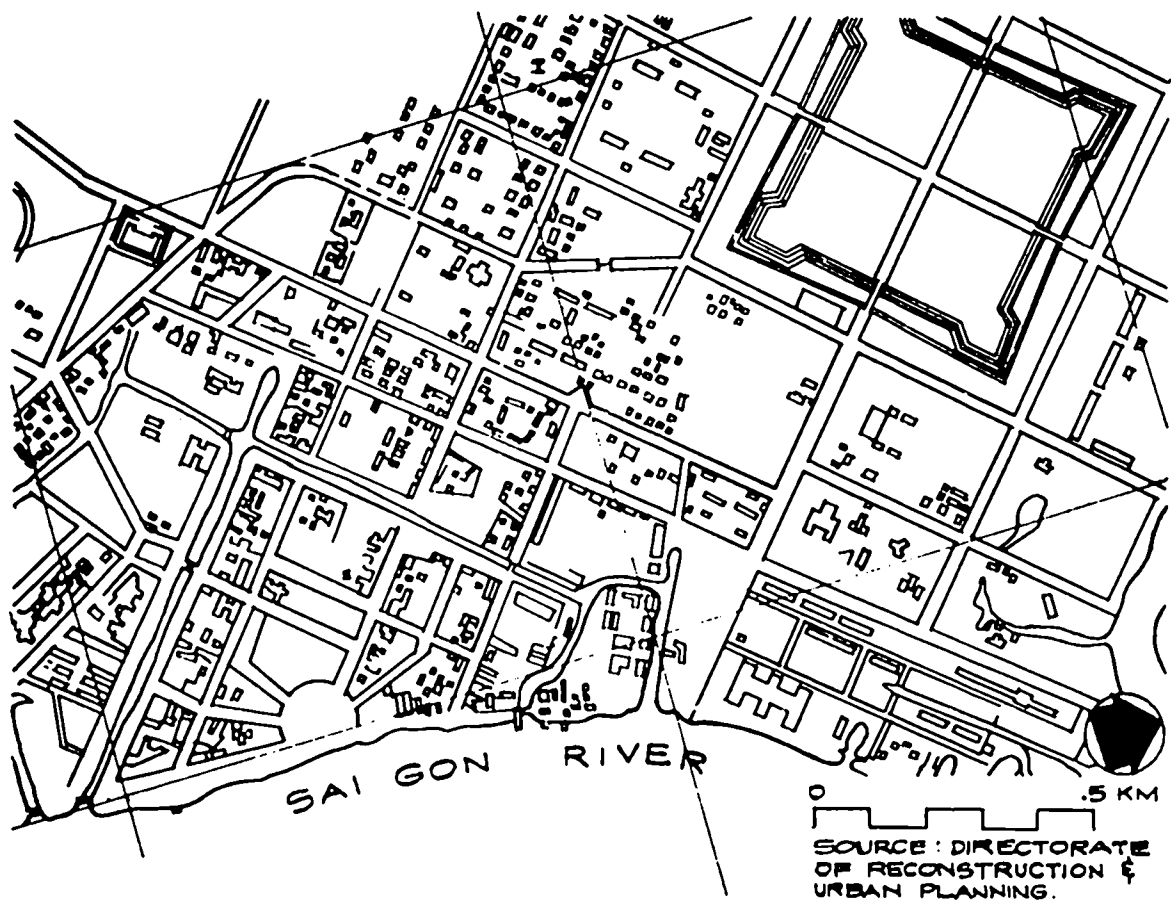 SAI GON RIVER
0 .5 KM
SOURCE: DIRECTORATE
OF RECONSTRUCTION &
URBAN PLANNING.